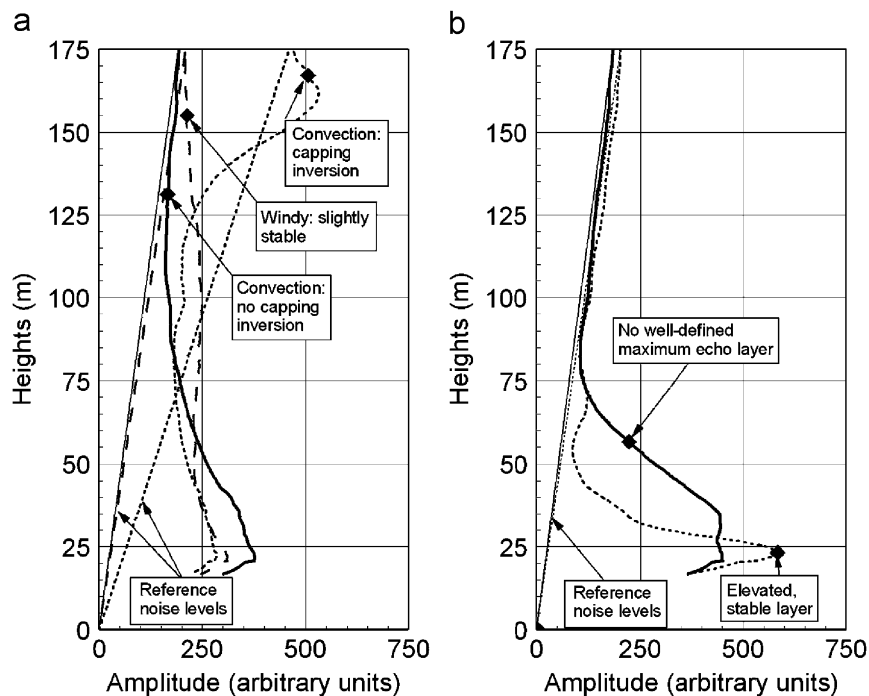 a
175
150
125
100
75
50
25
0
Heights (m)
Convection:
capping
inversion
Windy: slightly
stable
Convection:
no capping
inversion
Reference
noise levels
0 250 500 750
Amplitude (arbitrary units)
b
175
150
125
100
75
50
25
0
Heights (m)
No well-defined
maximum echo layer
Reference
noise levels
Elevated,
stable layer
0 250 500 750
Amplitude (arbitrary units)